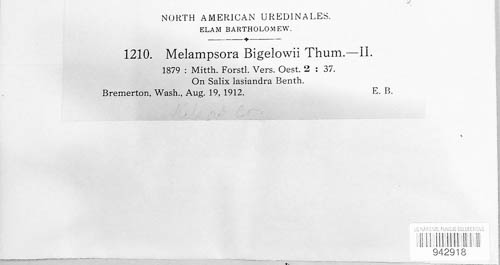 NORTH AMERICAN UREDINALES.
ELAM BARTHOLOMEW.
1210. Melampsora Bigelowii Thum.—II.
1879 : Mitth. Forstl. Vers. Oest. 2 : 37.
On Salix lasiandra Benth.
Bremerton, Wash., Aug. 19, 1912. E. B.
942918